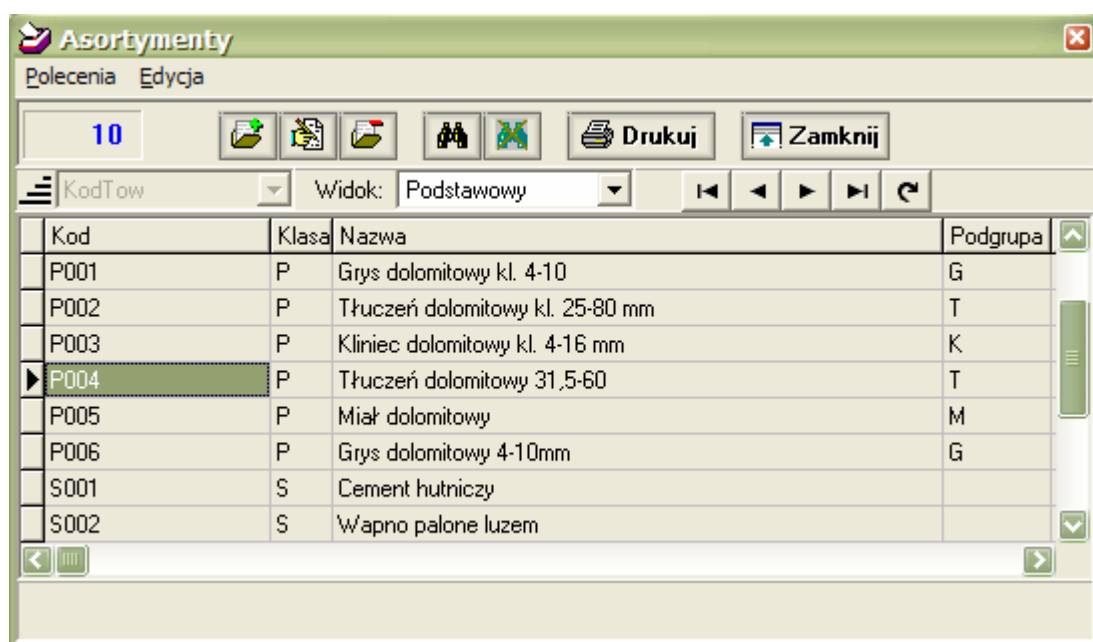 Asortymenty
Polecenia Edycja
10 Drukuj Zamknij
KodTow Widok: Podstawowy
Kod Klasa Nazwa Podgrupa
P001 P Grys dolomitowy kl. 4-10 G
P002 P Tłuczeń dolomitowy kl. 25-80 mm T
P003 P Kliniec dolomitowy kl. 4-16 mm K
P004 P Tłuczeń dolomitowy 31,5-60 T
P005 P Miał dolomitowy M
P006 P Grys dolomitowy 4-10mm G
S001 S Cement hutniczy
S002 S Wapno palone luzem